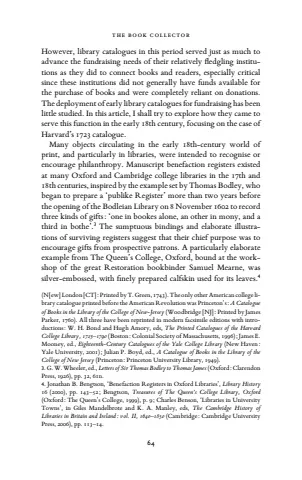 THE BOOK COLLECTOR
However, library catalogues in this period served just as much to
advance the fundraising needs of their relatively fledgling institu-
tions as they did to connect books and readers, especially critical
since these institutions did not generally have funds available for
the purchase of books and were completely reliant on donations.
The deployment of early library catalogues for fundraising has been
little studied. In this article, I shall try to explore how they came to
serve this function in the early 18th century, focusing on the case of
Harvard's 1723 catalogue.
Many objects circulating in the early 18th-century world of
print, and particularly in libraries, were intended to recognise or
encourage philanthropy. Manuscript benefaction registers existed
at many Oxford and Cambridge college libraries in the 17th and
18th centuries, inspired by the example set by Thomas Bodley, who
began to prepare a 'publike Register' more than two years before
the opening of the Bodleian Library on 8 November 1602 to record
three kinds of gifts: 'one in bookes alone, an other in mony, and a
third in bothe'.³ The sumptuous bindings and elaborate illustra-
tions of surviving registers suggest that their chief purpose was to
encourage gifts from prospective patrons. A particularly elaborate
example from The Queen's College, Oxford, bound at the work-
shop of the great Restoration bookbinder Samuel Mearne, was
silver-embossed, with finely prepared calfskin used for its leaves.⁴
(N[ew] London [CT]: Printed by T. Green, 1743). The only other American college li-
brary catalogue printed before the American Revolution was Princeton's: A Catalogue
of Books in the Library of the College of New-Jersey (Woodbridge [NJ]: Printed by James
Parker, 1760). All three have been reprinted in modern facsimile editions with intro-
ductions: W. H. Bond and Hugh Amory, eds, The Printed Catalogues of the Harvard
College Library, 1723–1790 (Boston: Colonial Society of Massachusetts, 1996); James E.
Mooney, ed., Eighteenth-Century Catalogues of the Yale College Library (New Haven:
Yale University, 2001); Julian P. Boyd, ed., A Catalogue of Books in the Library of the
College of New Jersey (Princeton: Princeton University Library, 1949).
3. G. W. Wheeler, ed., Letters of Sir Thomas Bodley to Thomas James (Oxford: Clarendon
Press, 1926), pp. 32, 61n.
4. Jonathan B. Bengtson, 'Benefaction Registers in Oxford Libraries', Library History
16 (2000), pp. 143–52; Bengtson, Treasures of The Queen's College Library, Oxford
(Oxford: The Queen's College, 1999), p. 9; Charles Benson, 'Libraries in University
Towns', in Giles Mandelbrote and K. A. Manley, eds, The Cambridge History of
Libraries in Britain and Ireland: vol. II, 1640–1850 (Cambridge: Cambridge University
Press, 2006), pp. 113–14.
64